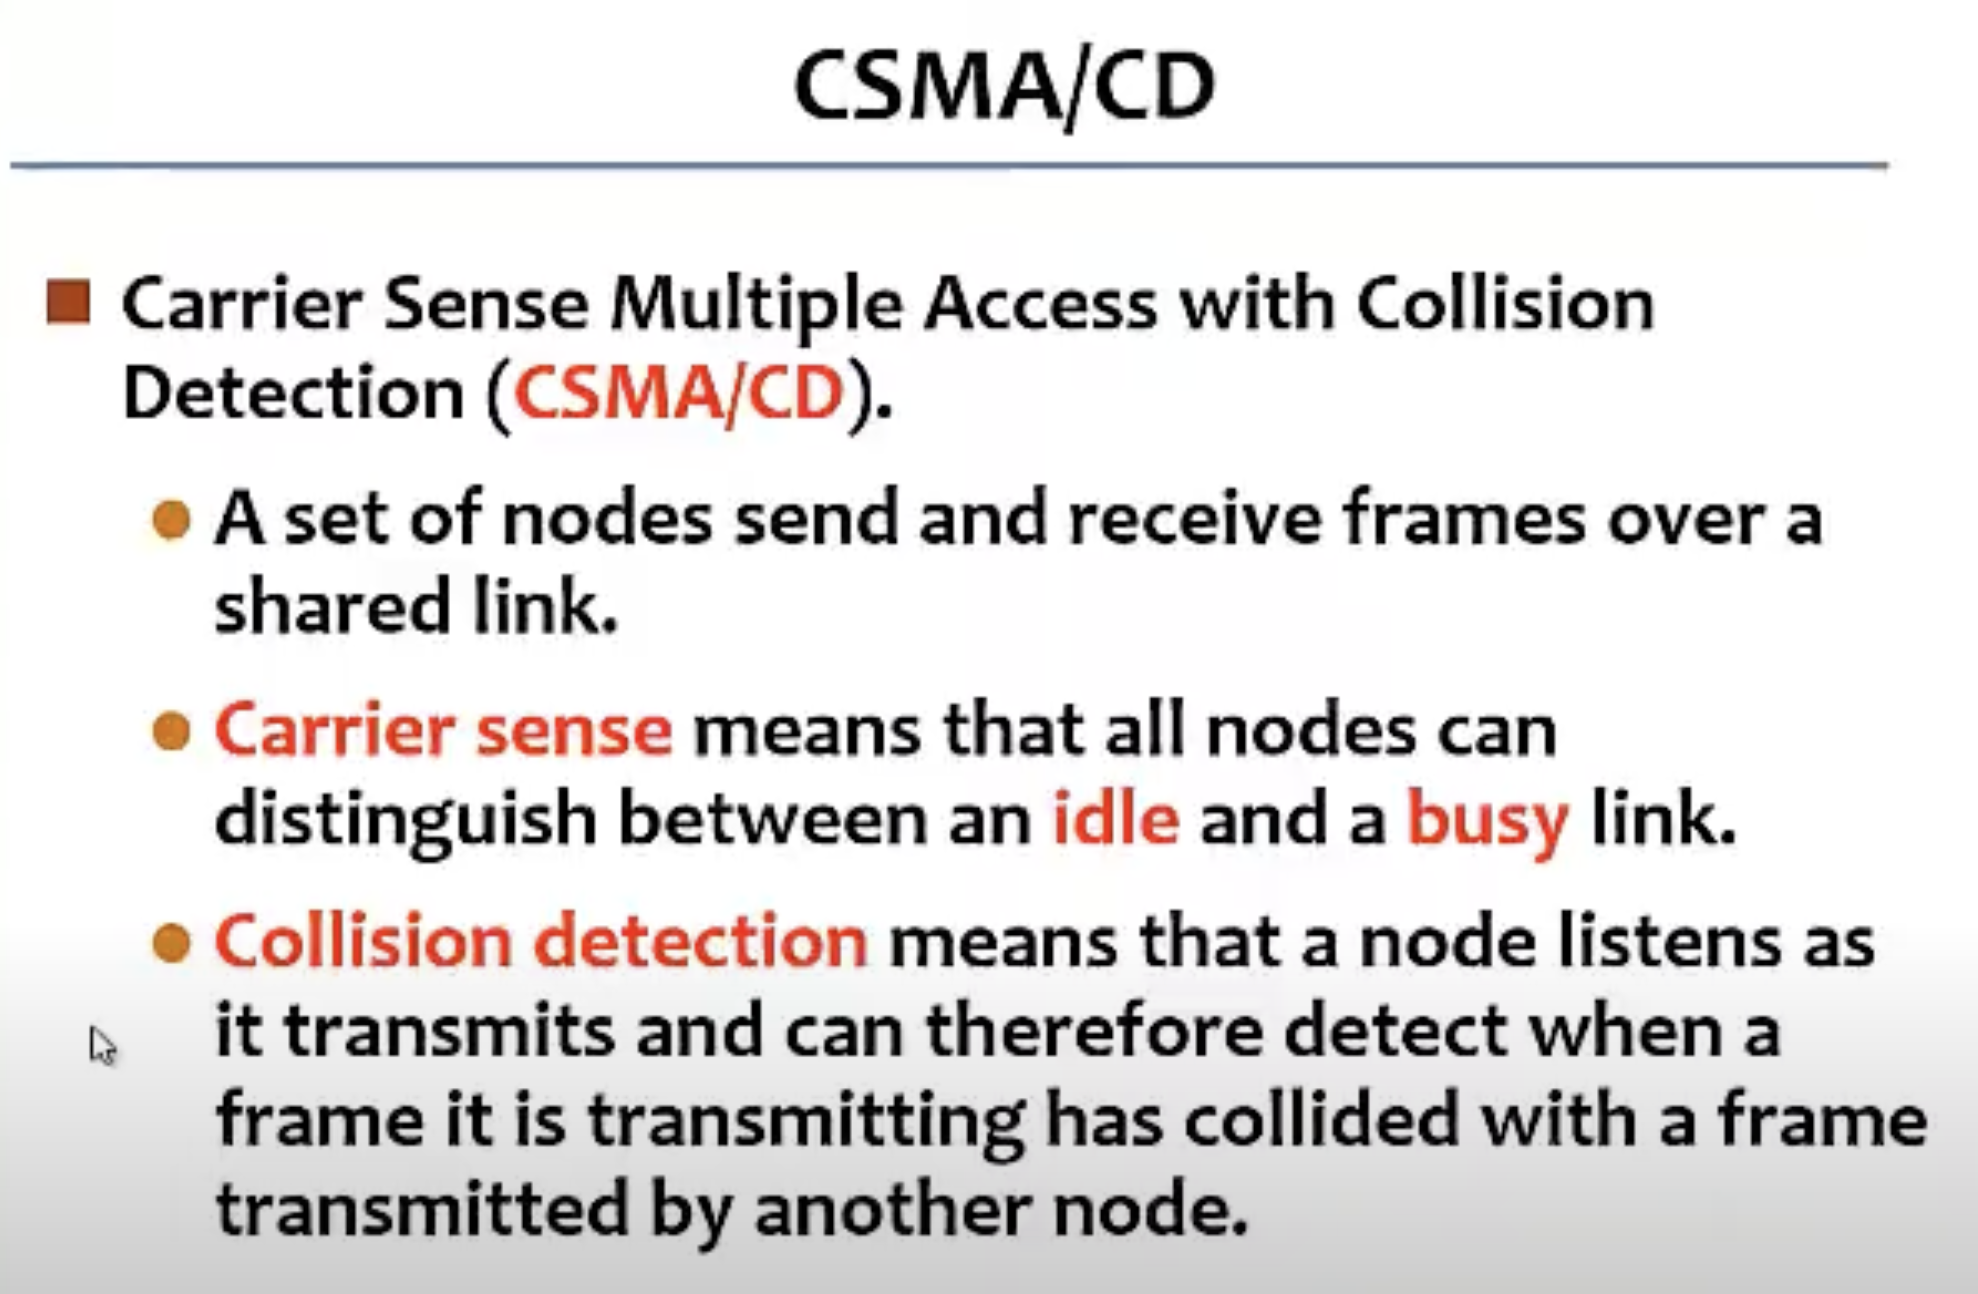 CSMA/CD
Carrier Sense Multiple Access with Collision
Detection (CSMA/CD).
A set of nodes send and receive frames over a
shared link.
Carrier sense means that all nodes can
distinguish between an idle and a busy link.
Collision detection means that a node listens as
it transmits and can therefore detect when a
frame it is transmitting has collided with a frame
transmitted by another node.